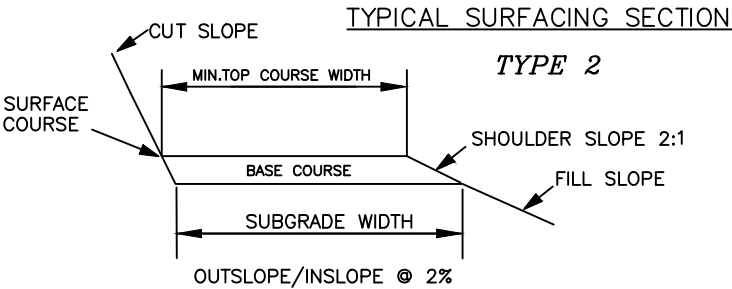 TYPICAL SURFACING SECTION
TYPE 2
CUT SLOPE
MIN.TOP COURSE WIDTH
SURFACE
COURSE
SHOULDER SLOPE 2:1
BASE COURSE
FILL SLOPE
SUBGRADE WIDTH
OUTSLOPE/INSLOPE @ 2%